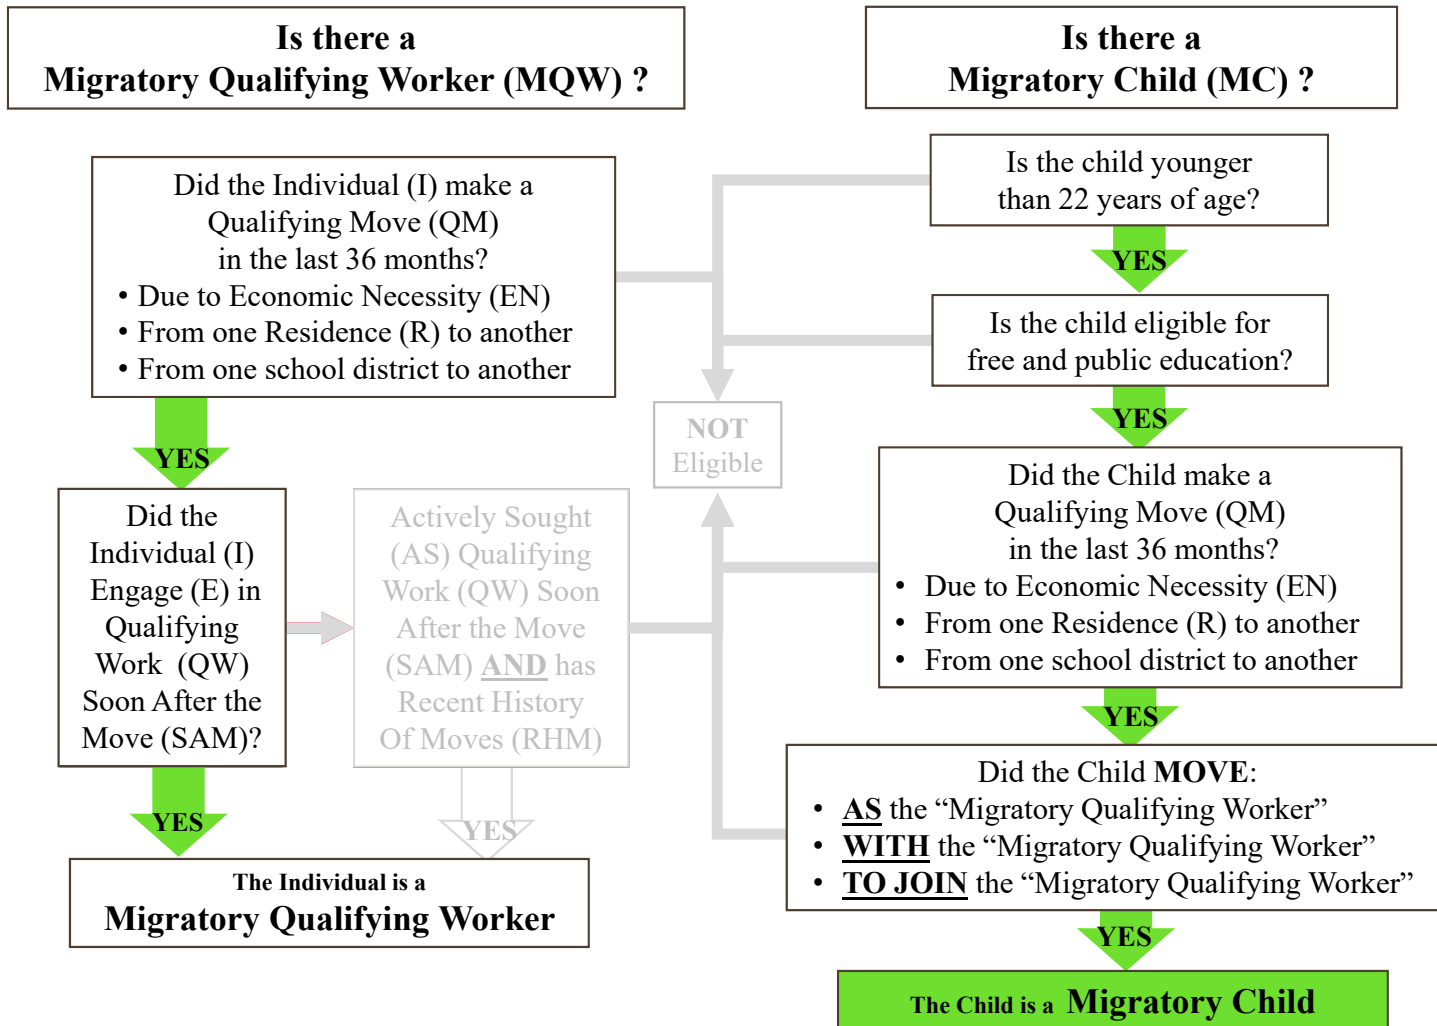 Is there a
Migratory Qualifying Worker (MQW) ?
Did the Individual (I) make a
Qualifying Move (QM)
in the last 36 months?
• Due to Economic Necessity (EN)
• From one Residence (R) to another
• From one school district to another
YES
Did the
Individual (I)
Engage (E) in
Qualifying
Work (QW)
Soon After the
Move (SAM)?
YES
Actively Sought
(AS) Qualifying
Work (QW) Soon
After the Move
(SAM) AND has
Recent History
Of Moves (RHM)
YES
The Individual is a
Migratory Qualifying Worker
NOT
Eligible
Is there a
Migratory Child (MC) ?
Is the child younger
than 22 years of age?
YES
Is the child eligible for
free and public education?
YES
Did the Child make a
Qualifying Move (QM)
in the last 36 months?
• Due to Economic Necessity (EN)
• From one Residence (R) to another
• From one school district to another
YES
Did the Child MOVE:
• AS the “Migratory Qualifying Worker”
• WITH the “Migratory Qualifying Worker”
• TO JOIN the “Migratory Qualifying Worker”
YES
The Child is a Migratory Child